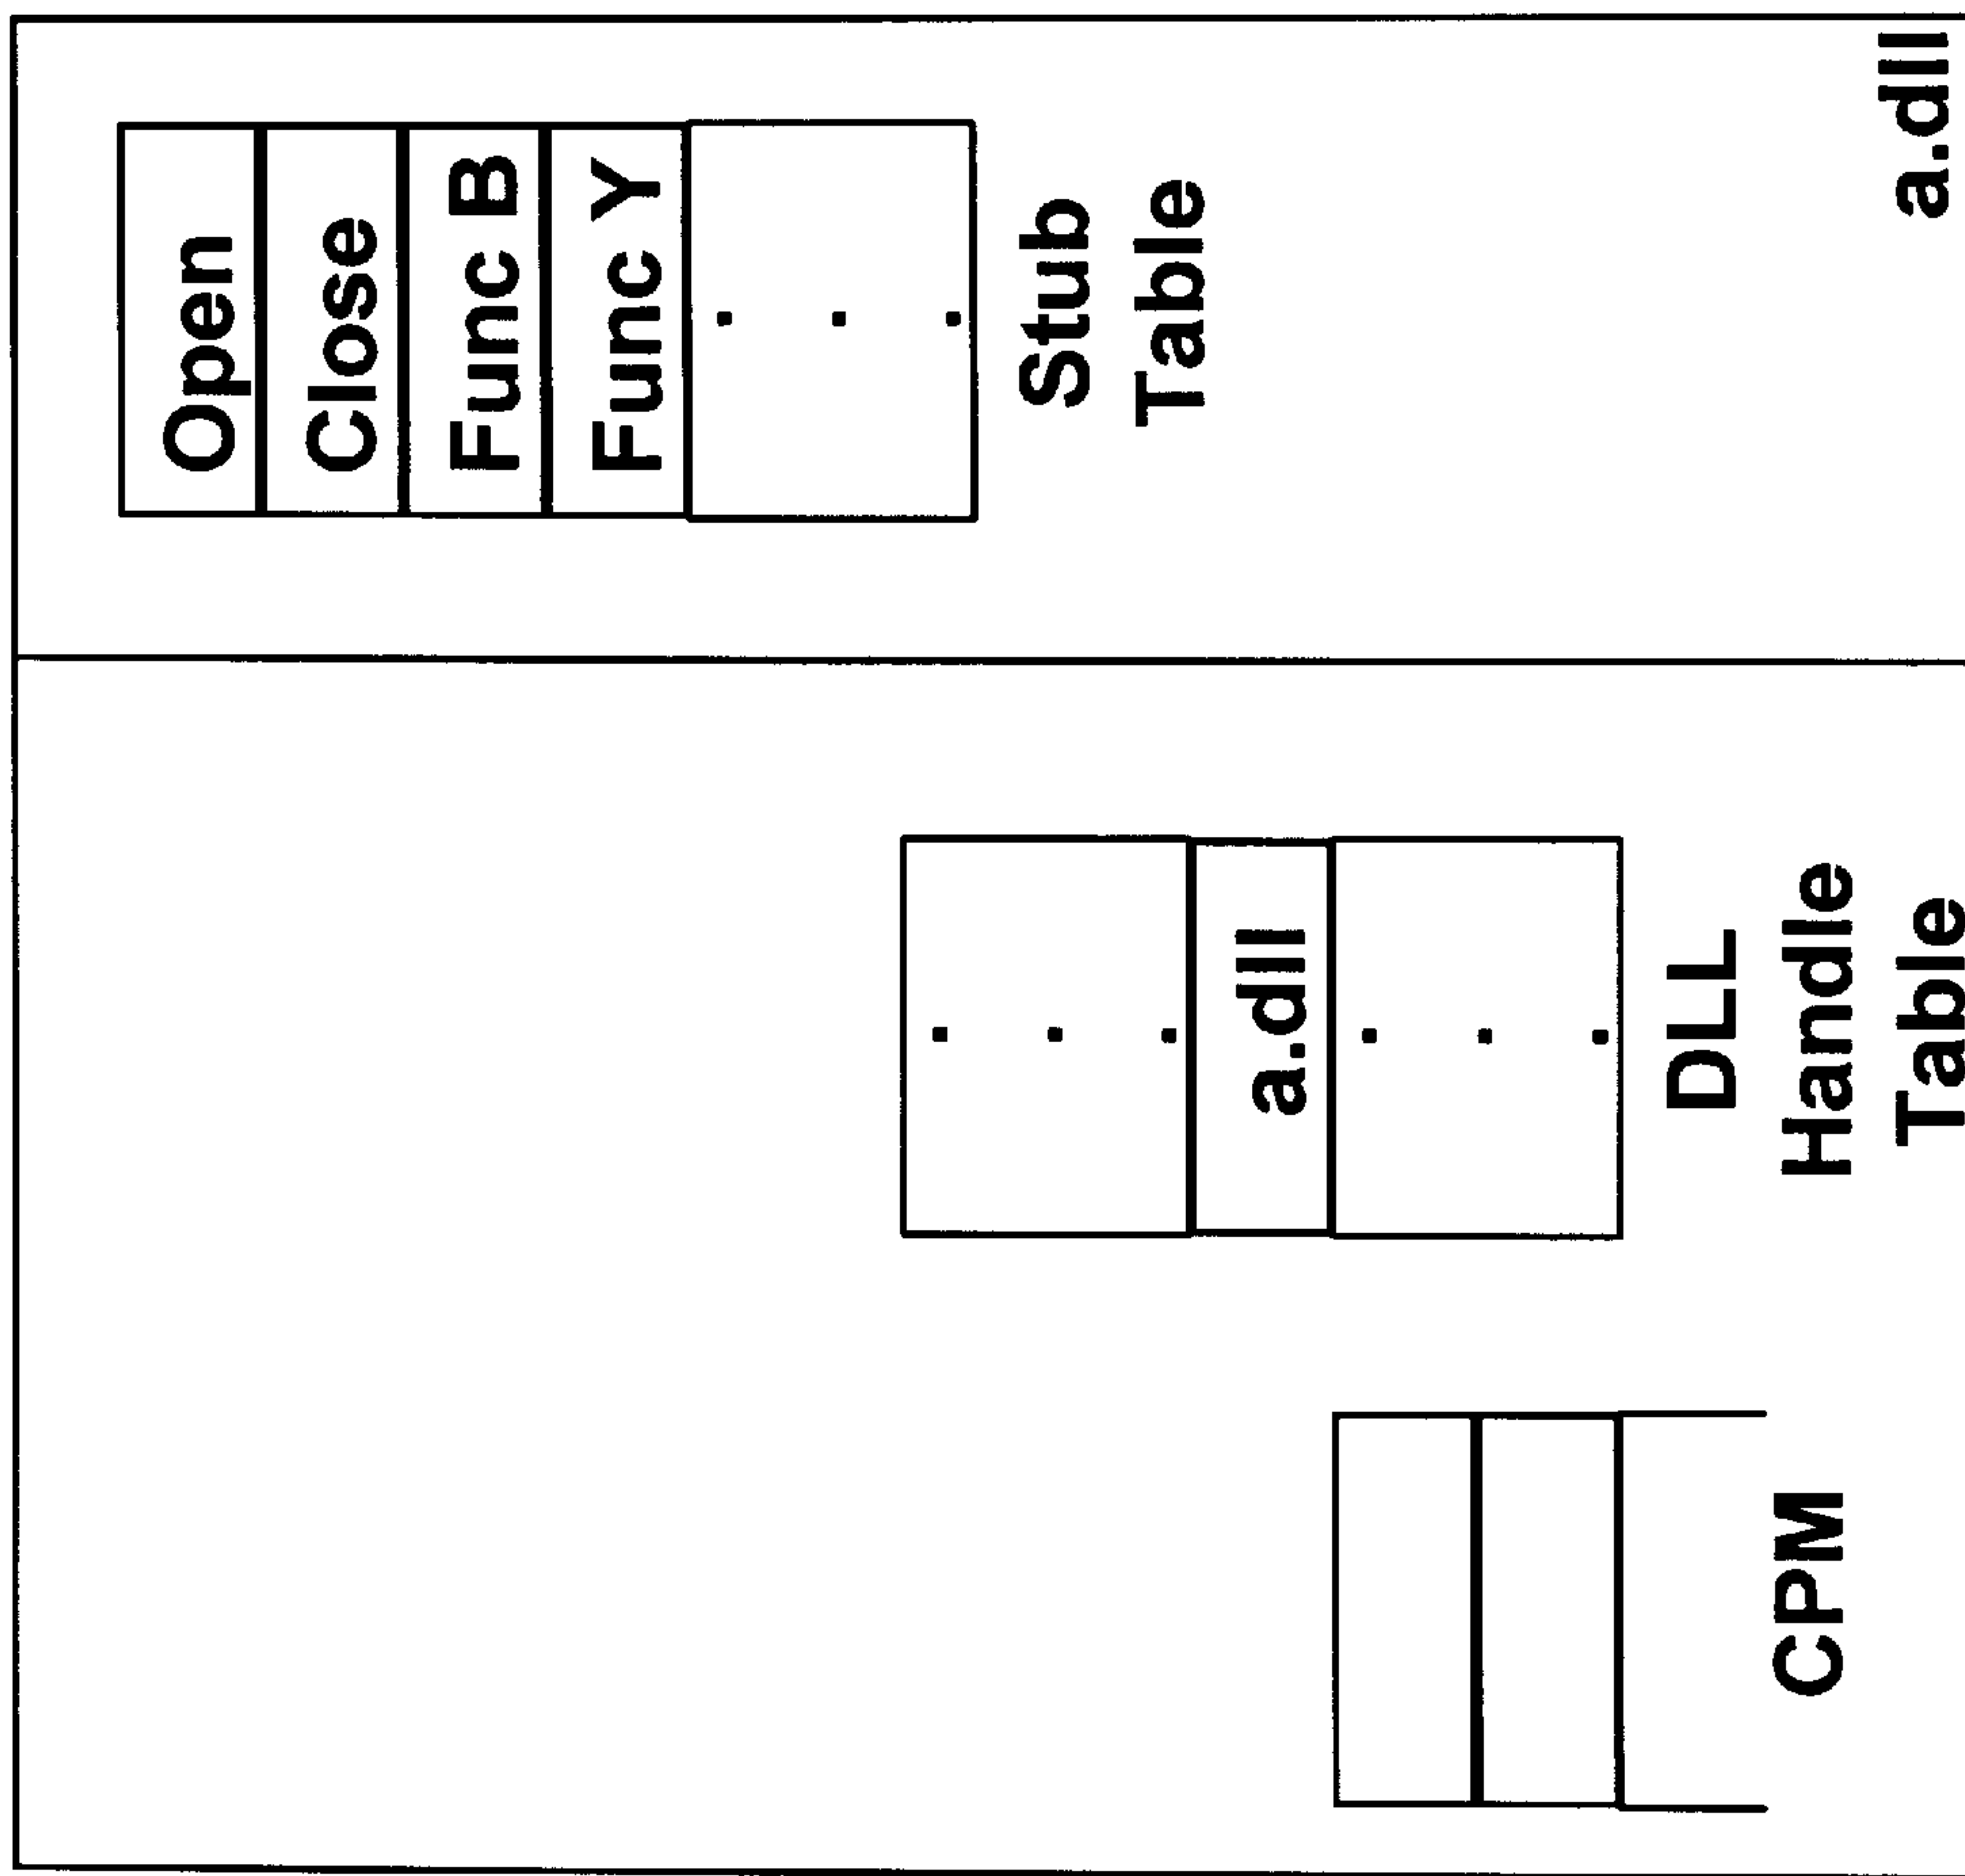 CPM
a.dll
DLL
Handle
Table
Open
Close
Func B
Func Y
Stub
Table
a.dll